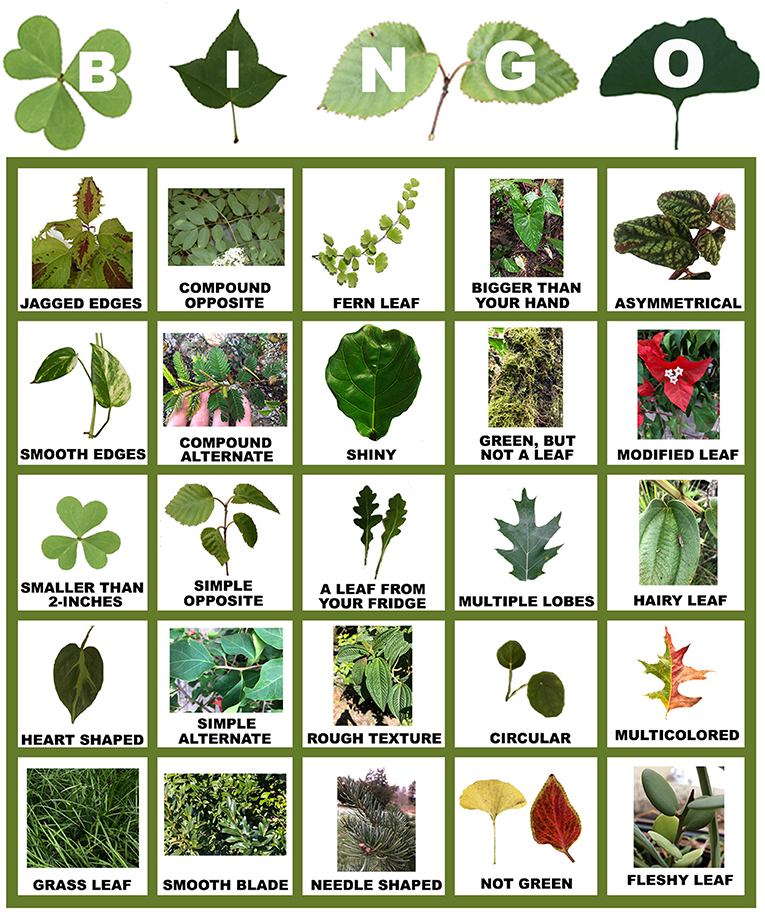 B I N G O
JAGGED EDGES
COMPOUND
OPPOSITE
FERN LEAF
BIGGER THAN
YOUR HAND
ASYMMETRICAL
SMOOTH EDGES
COMPOUND
ALTERNATE
SHINY
GREEN, BUT
NOT A LEAF
MODIFIED LEAF
SMALLER THAN
2-INCHES
SIMPLE
OPPOSITE
A LEAF FROM
YOUR FRIDGE
MULTIPLE LOBES
HAIRY LEAF
HEART SHAPED
SIMPLE
ALTERNATE
ROUGH TEXTURE
CIRCULAR
MULTICOLORED
GRASS LEAF
SMOOTH BLADE
NEEDLE SHAPED
NOT GREEN
FLESHY LEAF